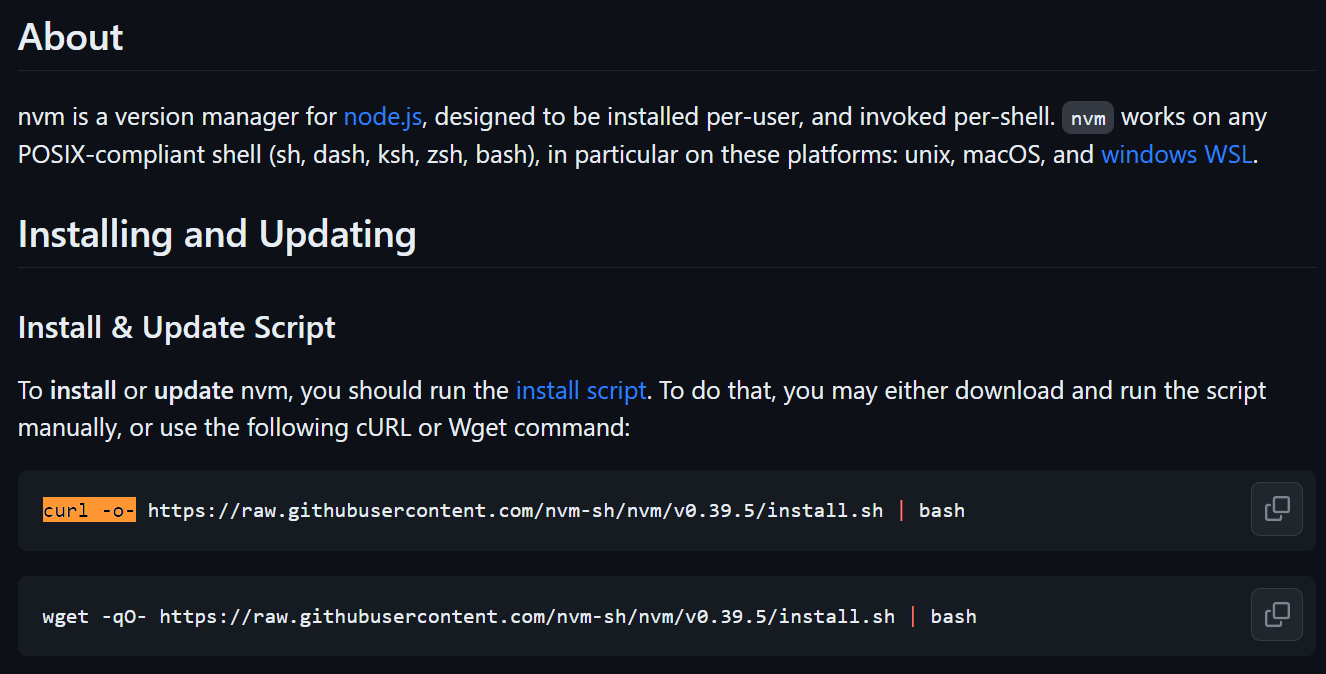 About
nvm is a version manager for node.js, designed to be installed per-user, and invoked per-shell. nvm works on any
POSIX-compliant shell (sh, dash, ksh, zsh, bash), in particular on these platforms: unix, macOS, and windows WSL.
Installing and Updating
Install & Update Script
To install or update nvm, you should run the install script. To do that, you may either download and run the script
manually, or use the following cURL or Wget command:
curl -o- https://raw.githubusercontent.com/nvm-sh/nvm/v0.39.5/install.sh | bash
wget -qO- https://raw.githubusercontent.com/nvm-sh/nvm/v0.39.5/install.sh | bash